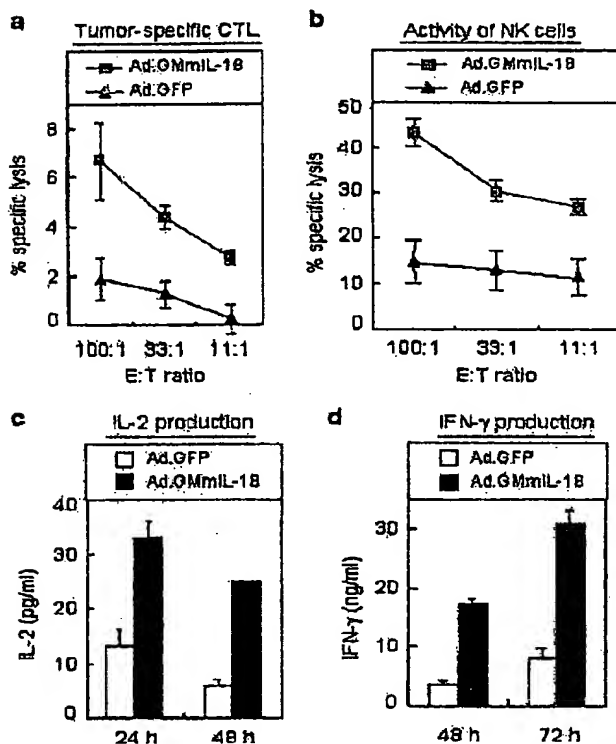 a Tumor-specific CTL
Ad.GMmIL-18
Ad.GFP
8
6
4
2
0
% specific lysis
100:1 33:1 11:1
E:T ratio
b Activity of NK cells
Ad.GMmIL-18
Ad.GFP
50
40
30
20
10
0
% specific lysis
100:1 33:1 11:1
E:T ratio
c IL-2 production
Ad.GFP
Ad.GMmIL-18
40
30
20
10
0
IL-2 (pg/ml)
24 h 48 h
d IFN-γ production
Ad.GFP
Ad.GMmIL-18
30
20
10
0
IFN-γ (ng/ml)
48 h 72 h